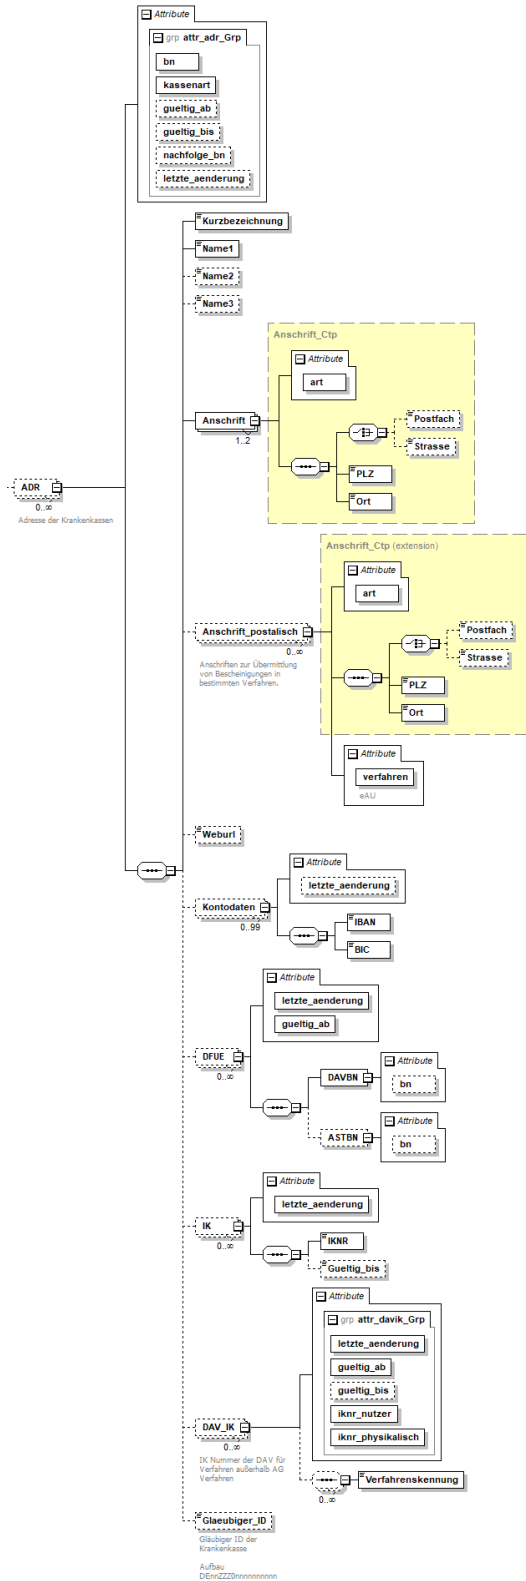 Attribute
grp attr_adr_Grp
bn
kassenart
gueltig_ab
gueltig_bis
nachfolge_bn
letzte_aenderung
Kurzbezeichnung
Name1
Name2
Name3
Anschrift_Ctp
Attribute
art
Anschrift
1..2
Postfach
Strasse
PLZ
Ort
ADR
0..∞
Adresse der Krankenkassen
Anschrift_Ctp (extension)
Attribute
art
Anschrift_postalisch
0..∞
Anschriften zur Übermittlung
von Bescheinigungen in
bestimmten Verfahren.
Postfach
Strasse
PLZ
Ort
Attribute
verfahren
eAU
Weburl
Attribute
letzte_aenderung
Kontodaten
0..99
IBAN
BIC
Attribute
letzte_aenderung
gueltig_ab
DFUE
0..∞
DAVBN
Attribute
bn
ASTBN
Attribute
bn
Attribute
letzte_aenderung
IK
0..∞
IKNR
Gueltig_bis
Attribute
grp attr_davik_Grp
letzte_aenderung
gueltig_ab
gueltig_bis
iknr_nutzer
iknr_physikalisch
DAV_IK
0..∞
IK Nummer der DAV für
Verfahren außerhalb AG
Verfahren
Verfahrenskennung
0..∞
Glaeubiger_ID
Gläubiger ID der
Krankenkasse
Aufbau
DEnnZZZ0nnnnnnnnnn